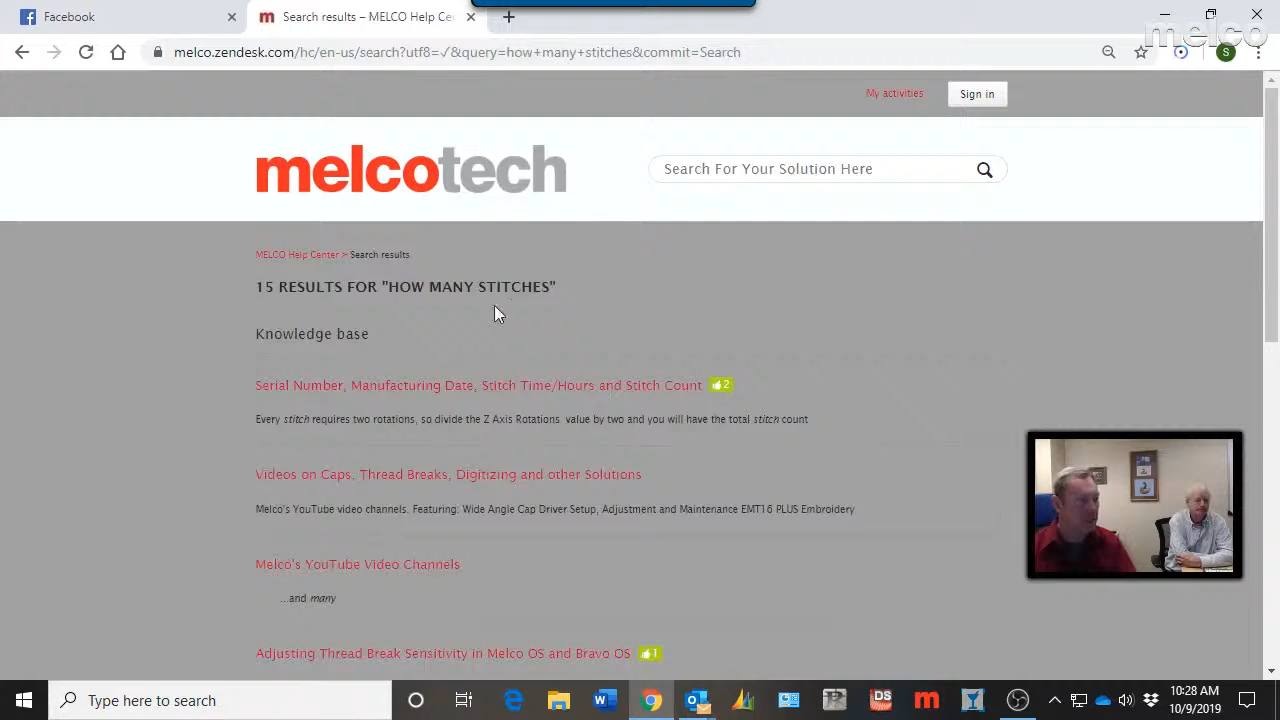 Facebook
Search results – MELCO Help Ce
melco
melco.zendesk.com/hc/en-us/search?utf8=✓&query=how+many+stitches&commit=Search
S
My activities
Sign in
melcotech
Search For Your Solution Here
MELCO Help Center > Search results
15 RESULTS FOR "HOW MANY STITCHES"
Knowledge base
Serial Number, Manufacturing Date, Stitch Time/Hours and Stitch Count 2
Every stitch requires two rotations, so divide the Z Axis Rotations value by two and you will have the total stitch count
Videos on Caps, Thread Breaks, Digitizing and other Solutions
Melco's YouTube video channels. Featuring: Wide Angle Cap Driver Setup, Adjustment and Maintenance EMT16 PLUS Embroidery
Melco's YouTube Video Channels
...and many
Adjusting Thread Break Sensitivity in Melco OS and Bravo OS 1
Type here to search
DS
10:28 AM
10/9/2019